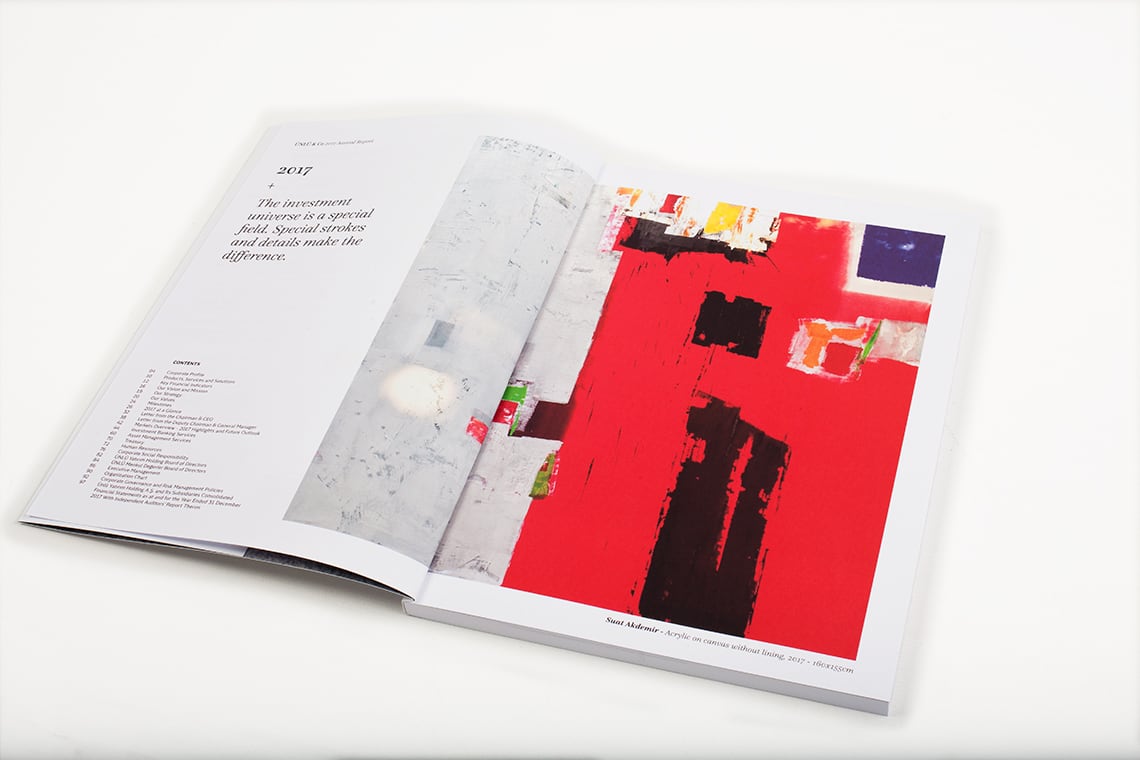 ÜNLÜ & Co 2017 Annual Report
2017
+
The investment
universe is a special
field. Special strokes
and details make the
difference.
CONTENTS
Corporate Profile
Products, Services and Solutions
Key Financial Indicators
Our Vision and Mission
Our Strategy
Our Values
Milestones
2017 at a Glance
Letter from the Chairman & CEO
Letter from the Deputy Chairman & General Manager
Markets Overview - 2017 Highlights and Future Outlook
Investment Banking Services
Asset Management Services
Treasury
Human Resources
Corporate Social Responsibility
ÜNLÜ Yatırım Holding Board of Directors
ÜNLÜ Menkul Değerler Board of Directors
Executive Management
Organisation Chart
Corporate Governance and Risk Management Policies
Ünlü Yatırım Holding A.Ş. and Its Subsidiaries Consolidated
Financial Statements as at and for the Year Ended 31 December
2017 With Independent Auditors' Report Theron
Suat Akdemir - Acrylic on canvas without lining, 2017 - 160x155cm